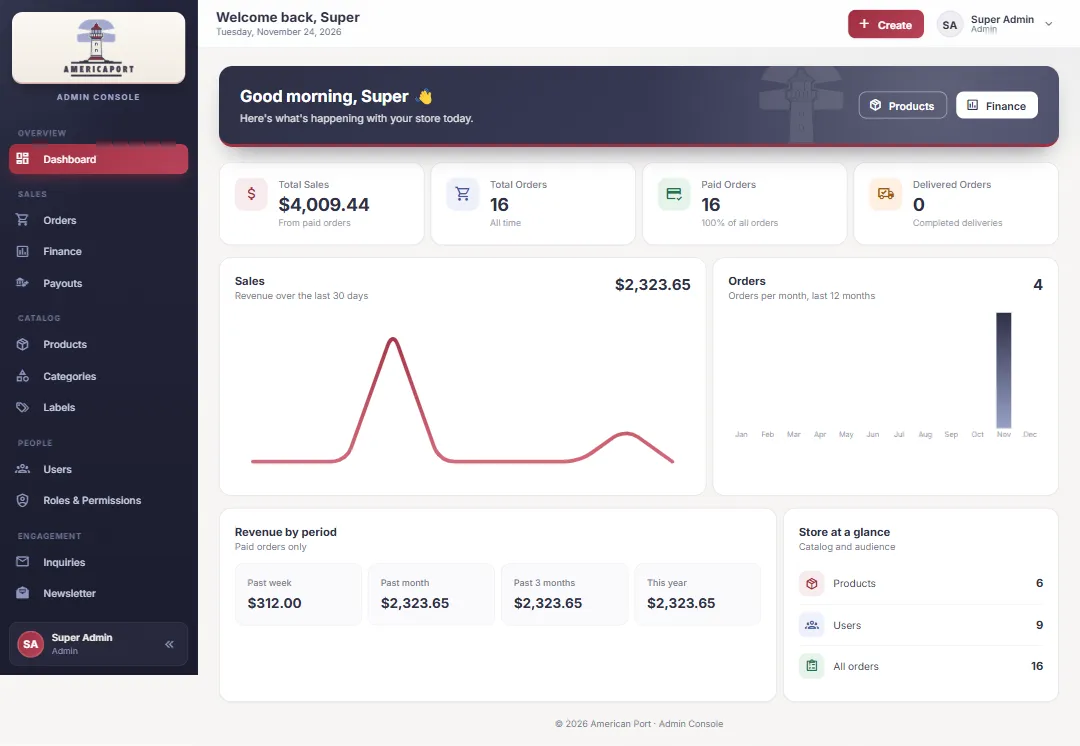 AMERICAPORT
ADMIN CONSOLE
OVERVIEW
Dashboard
SALES
Orders
Finance
Payouts
CATALOG
Products
Categories
Labels
PEOPLE
Users
Roles & Permissions
ENGAGEMENT
Inquiries
Newsletter
SA
Super Admin
Admin
Welcome back, Super
Tuesday, November 24, 2026
+ Create
SA
Super Admin
Admin
Good morning, Super 👋
Here's what's happening with your store today.
Products
Finance
Total Sales
$4,009.44
From paid orders
Total Orders
16
All time
Paid Orders
16
100% of all orders
Delivered Orders
0
Completed deliveries
Sales
Revenue over the last 30 days
$2,323.65
Orders
Orders per month, last 12 months
4
Jan Feb Mar Apr May Jun Jul Aug Sep Oct Nov Dec
Revenue by period
Paid orders only
Past week
$312.00
Past month
$2,323.65
Past 3 months
$2,323.65
This year
$2,323.65
Store at a glance
Catalog and audience
Products 6
Users 9
All orders 16
© 2026 American Port · Admin Console